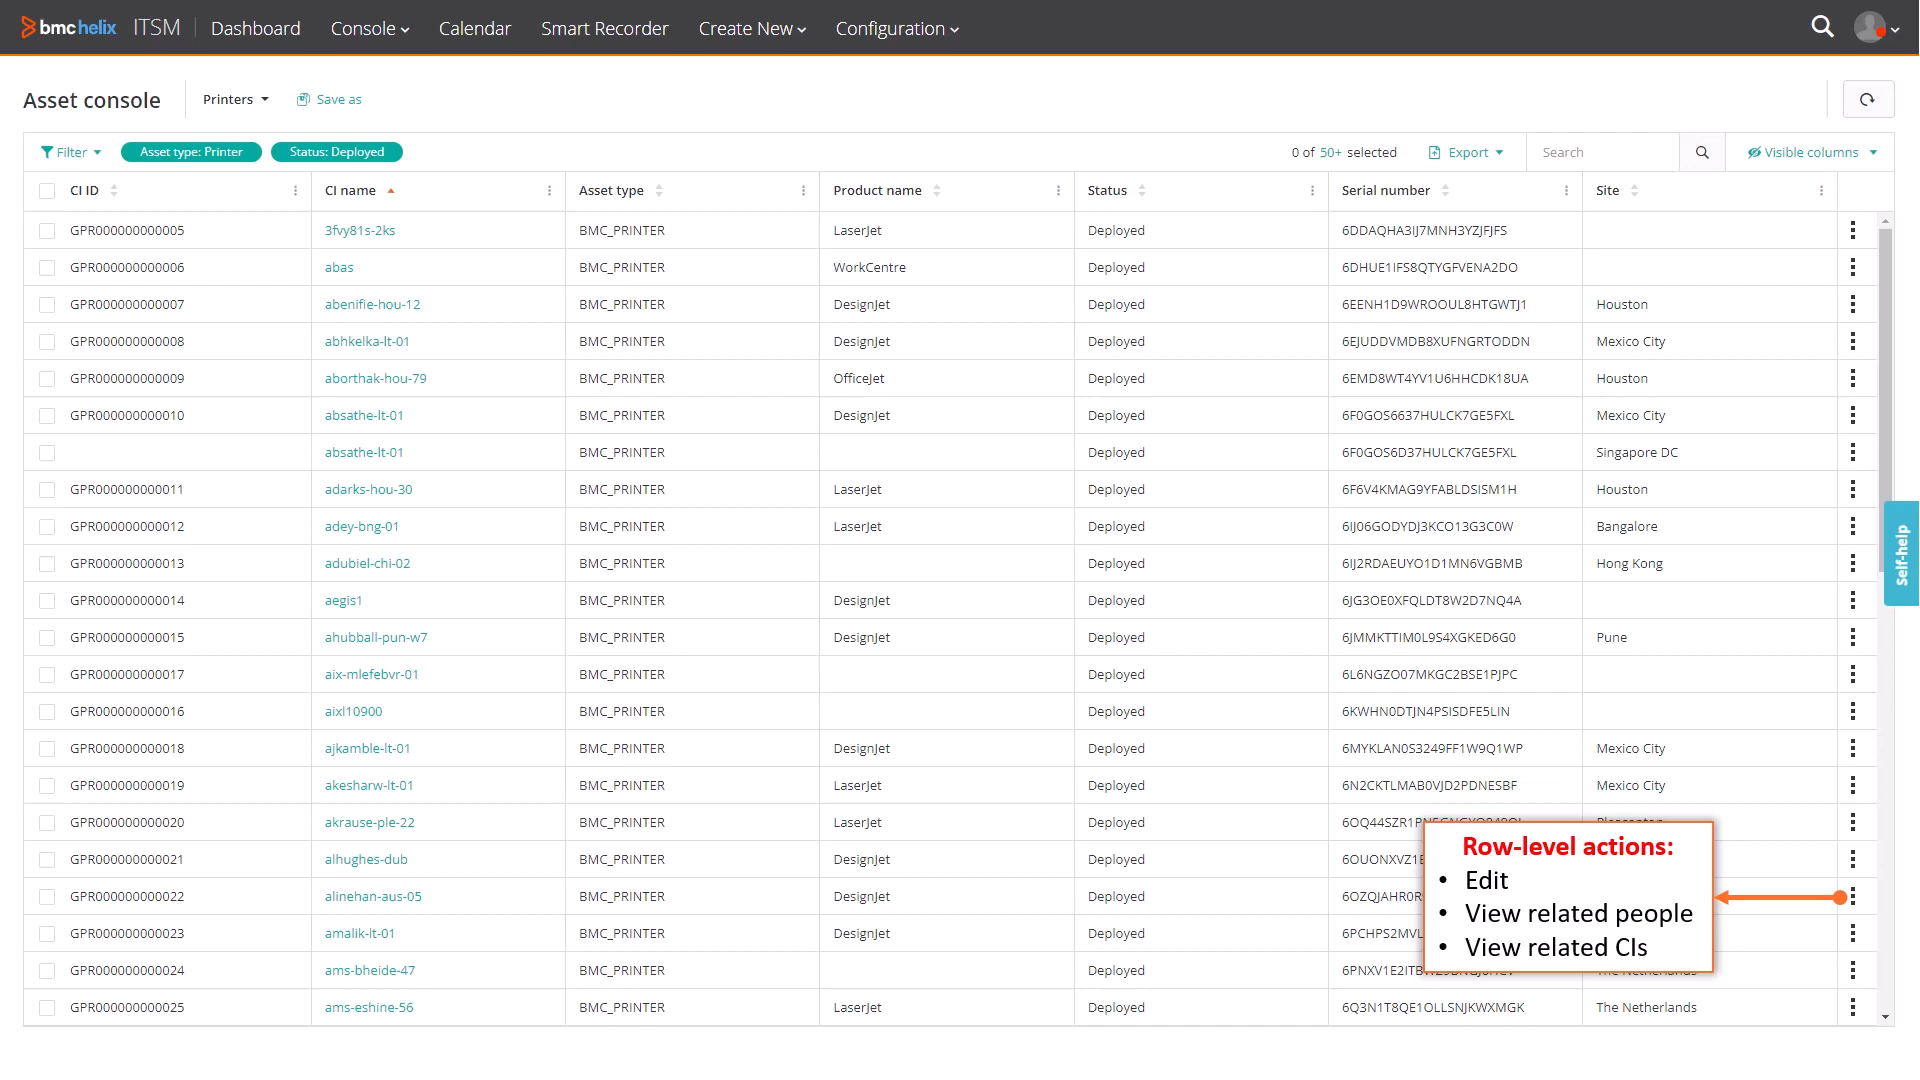 bmchelix ITSM Dashboard Console Calendar Smart Recorder Create New Configuration
Asset console Printers Save as
Filter Asset type: Printer Status: Deployed 0 of 50+ selected Export Search Visible columns
CI ID CI name Asset type Product name Status Serial number Site
GPR000000000005 3fvy81s-2ks BMC_PRINTER LaserJet Deployed 6DDAQHA3IJ7MNH3YZJFJFS
GPR000000000006 abas BMC_PRINTER WorkCentre Deployed 6DHUE1IFS8QTYGFVENA2DO
GPR000000000007 abenifie-hou-12 BMC_PRINTER DesignJet Deployed 6EENH1D9WROOUL8HTGWTJ1 Houston
GPR000000000008 abhkelka-lt-01 BMC_PRINTER DesignJet Deployed 6EJUDDVMDB8XUFNGRTODDN Mexico City
GPR000000000009 aborthak-hou-79 BMC_PRINTER OfficeJet Deployed 6EMD8WT4YV1U6HHCDK18UA Houston
GPR000000000010 absathe-lt-01 BMC_PRINTER DesignJet Deployed 6F0GOS6637HULCK7GE5FXL Mexico City
absathe-lt-01 BMC_PRINTER Deployed 6F0GOS6D37HULCK7GE5FXL Singapore DC
GPR000000000011 adarks-hou-30 BMC_PRINTER LaserJet Deployed 6F6V4KMAG9YFABLDSISM1H Houston
GPR000000000012 adey-bng-01 BMC_PRINTER LaserJet Deployed 6IJ06GODYDJ3KCO13G3C0W Bangalore
GPR000000000013 adubiel-chi-02 BMC_PRINTER Deployed 6IJ2RDAEUYO1D1MN6VGBMB Hong Kong
GPR000000000014 aegis1 BMC_PRINTER DesignJet Deployed 6JG3OE0XFQLDT8W2D7NQ4A
GPR000000000015 ahubball-pun-w7 BMC_PRINTER DesignJet Deployed 6JMMKTTIM0L9S4XGKED6G0 Pune
GPR000000000017 aix-mlefebvr-01 BMC_PRINTER Deployed 6L6NGZO07MKGC2BSE1PJPC
GPR000000000016 aixl10900 BMC_PRINTER Deployed 6KWHN0DTJN4PSISDFE5LIN
GPR000000000018 ajkamble-lt-01 BMC_PRINTER DesignJet Deployed 6MYKLAN0S3249FF1W9Q1WP Mexico City
GPR000000000019 akesharw-lt-01 BMC_PRINTER LaserJet Deployed 6N2CKTLMAB0VJD2PDNESBF Mexico City
GPR000000000020 akrause-ple-22 BMC_PRINTER LaserJet Deployed
GPR000000000021 alhughes-dub BMC_PRINTER DesignJet Deployed
GPR000000000022 alinehan-aus-05 BMC_PRINTER DesignJet Deployed
GPR000000000023 amalik-lt-01 BMC_PRINTER DesignJet Deployed
GPR000000000024 ams-bheide-47 BMC_PRINTER Deployed
GPR000000000025 ams-eshine-56 BMC_PRINTER LaserJet Deployed 6Q3N1T8QE1OLLSNJKWXMGK The Netherlands
Row-level actions:
• Edit
• View related people
• View related CIs
Self-help